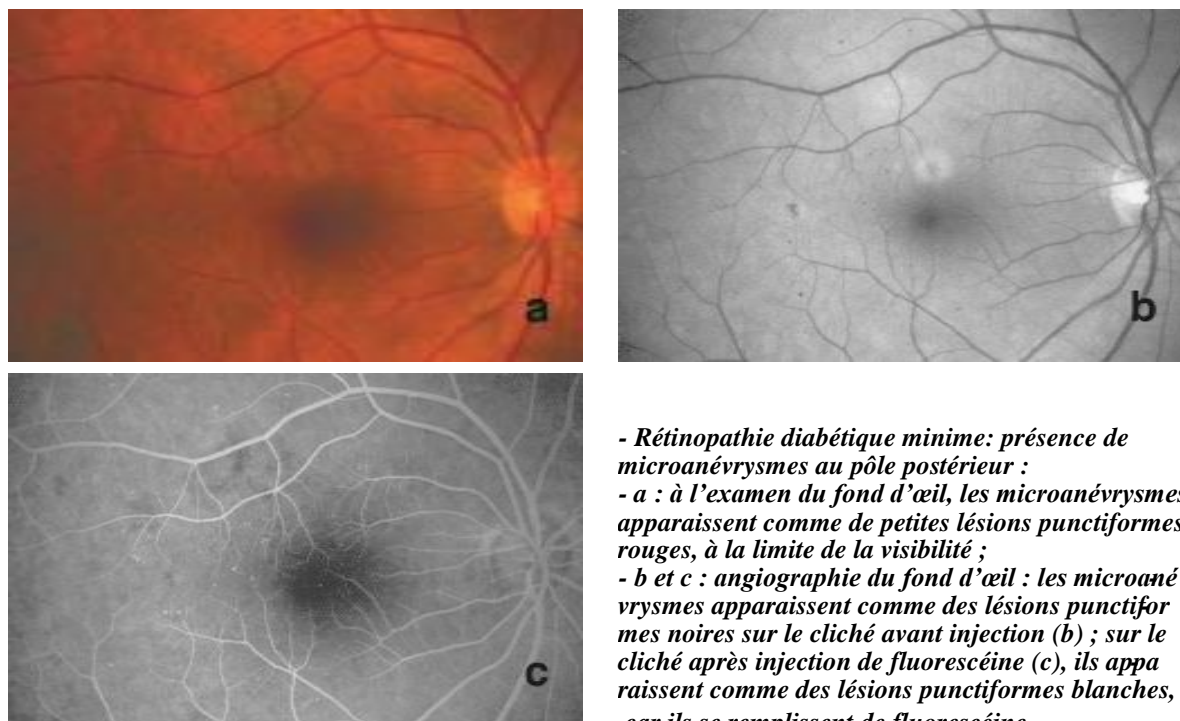 a
b
c
- Rétinopathie diabétique minime: présence de
microanévrysmes au pôle postérieur :
- a : à l'examen du fond d'œil, les microanévrysmes
apparaissent comme de petites lésions punctiformes
rouges, à la limite de la visibilité ;
- b et c : angiographie du fond d'œil : les microané-
vrysmes apparaissent comme des lésions punctifor-
mes noires sur le cliché avant injection (b) ; sur le
cliché après injection de fluorescéine (c), ils appa-
raissent comme des lésions punctiformes blanches,
car ils se remplissent de fluorescéine